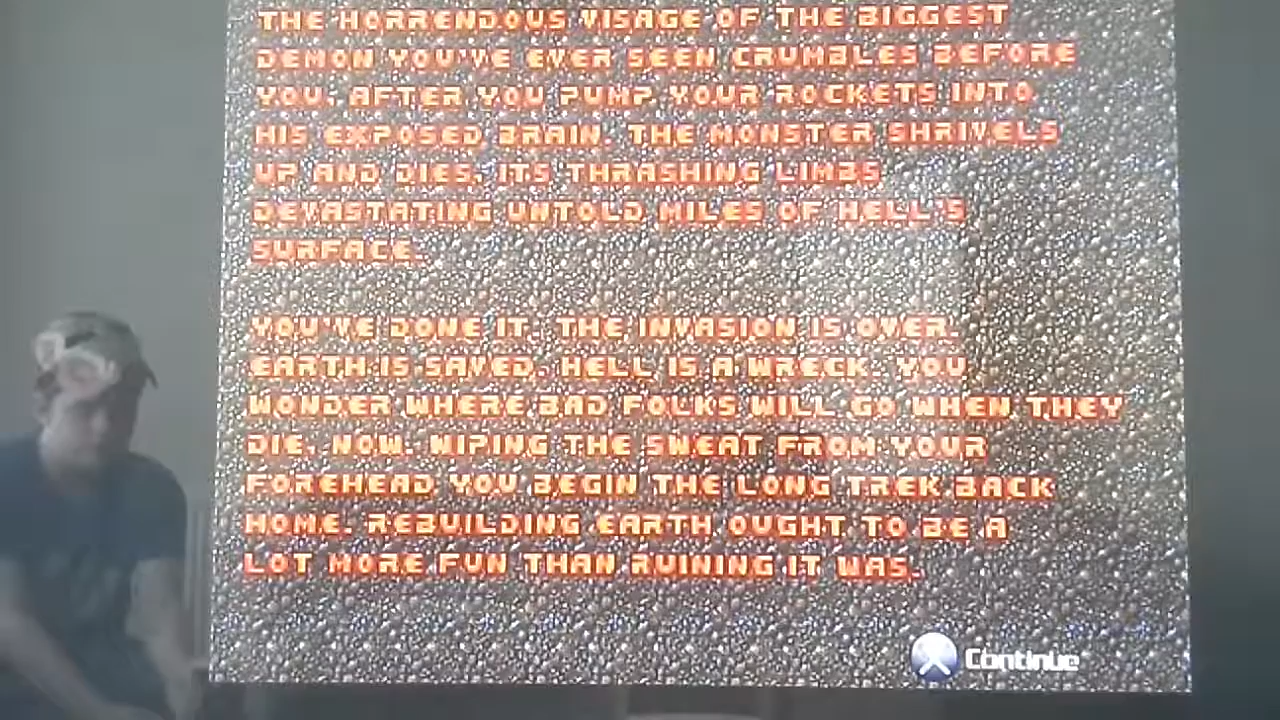 THE HORRENDOUS VISAGE OF THE BIGGEST
DEMON YOU'VE EVER SEEN CRUMBLES BEFORE
YOU, AFTER YOU PUMP YOUR ROCKETS INTO
HIS EXPOSED BRAIN. THE MONSTER SHRIVELS
UP AND DIES, ITS THRASHING LIMBS
DEVASTATING UNTOLD MILES OF HELL'S
SURFACE.
YOU'VE DONE IT. THE INVASION IS OVER.
EARTH IS SAVED. HELL IS A WRECK. YOU
WONDER WHERE BAD FOLKS WILL GO WHEN THEY
DIE, NOW. WIPING THE SWEAT FROM YOUR
FOREHEAD YOU BEGIN THE LONG TREK BACK
HOME. REBUILDING EARTH OUGHT TO BE A
LOT MORE FUN THAN RUINING IT WAS.
Continue